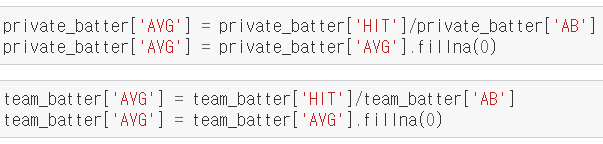 private_batter['AVG'] = private_batter['HIT']/private_batter['AB']
private_batter['AVG'] = private_batter['AVG'].fillna(0)
team_batter['AVG'] = team_batter['HIT']/team_batter['AB']
team_batter['AVG'] = team_batter['AVG'].fillna(0)